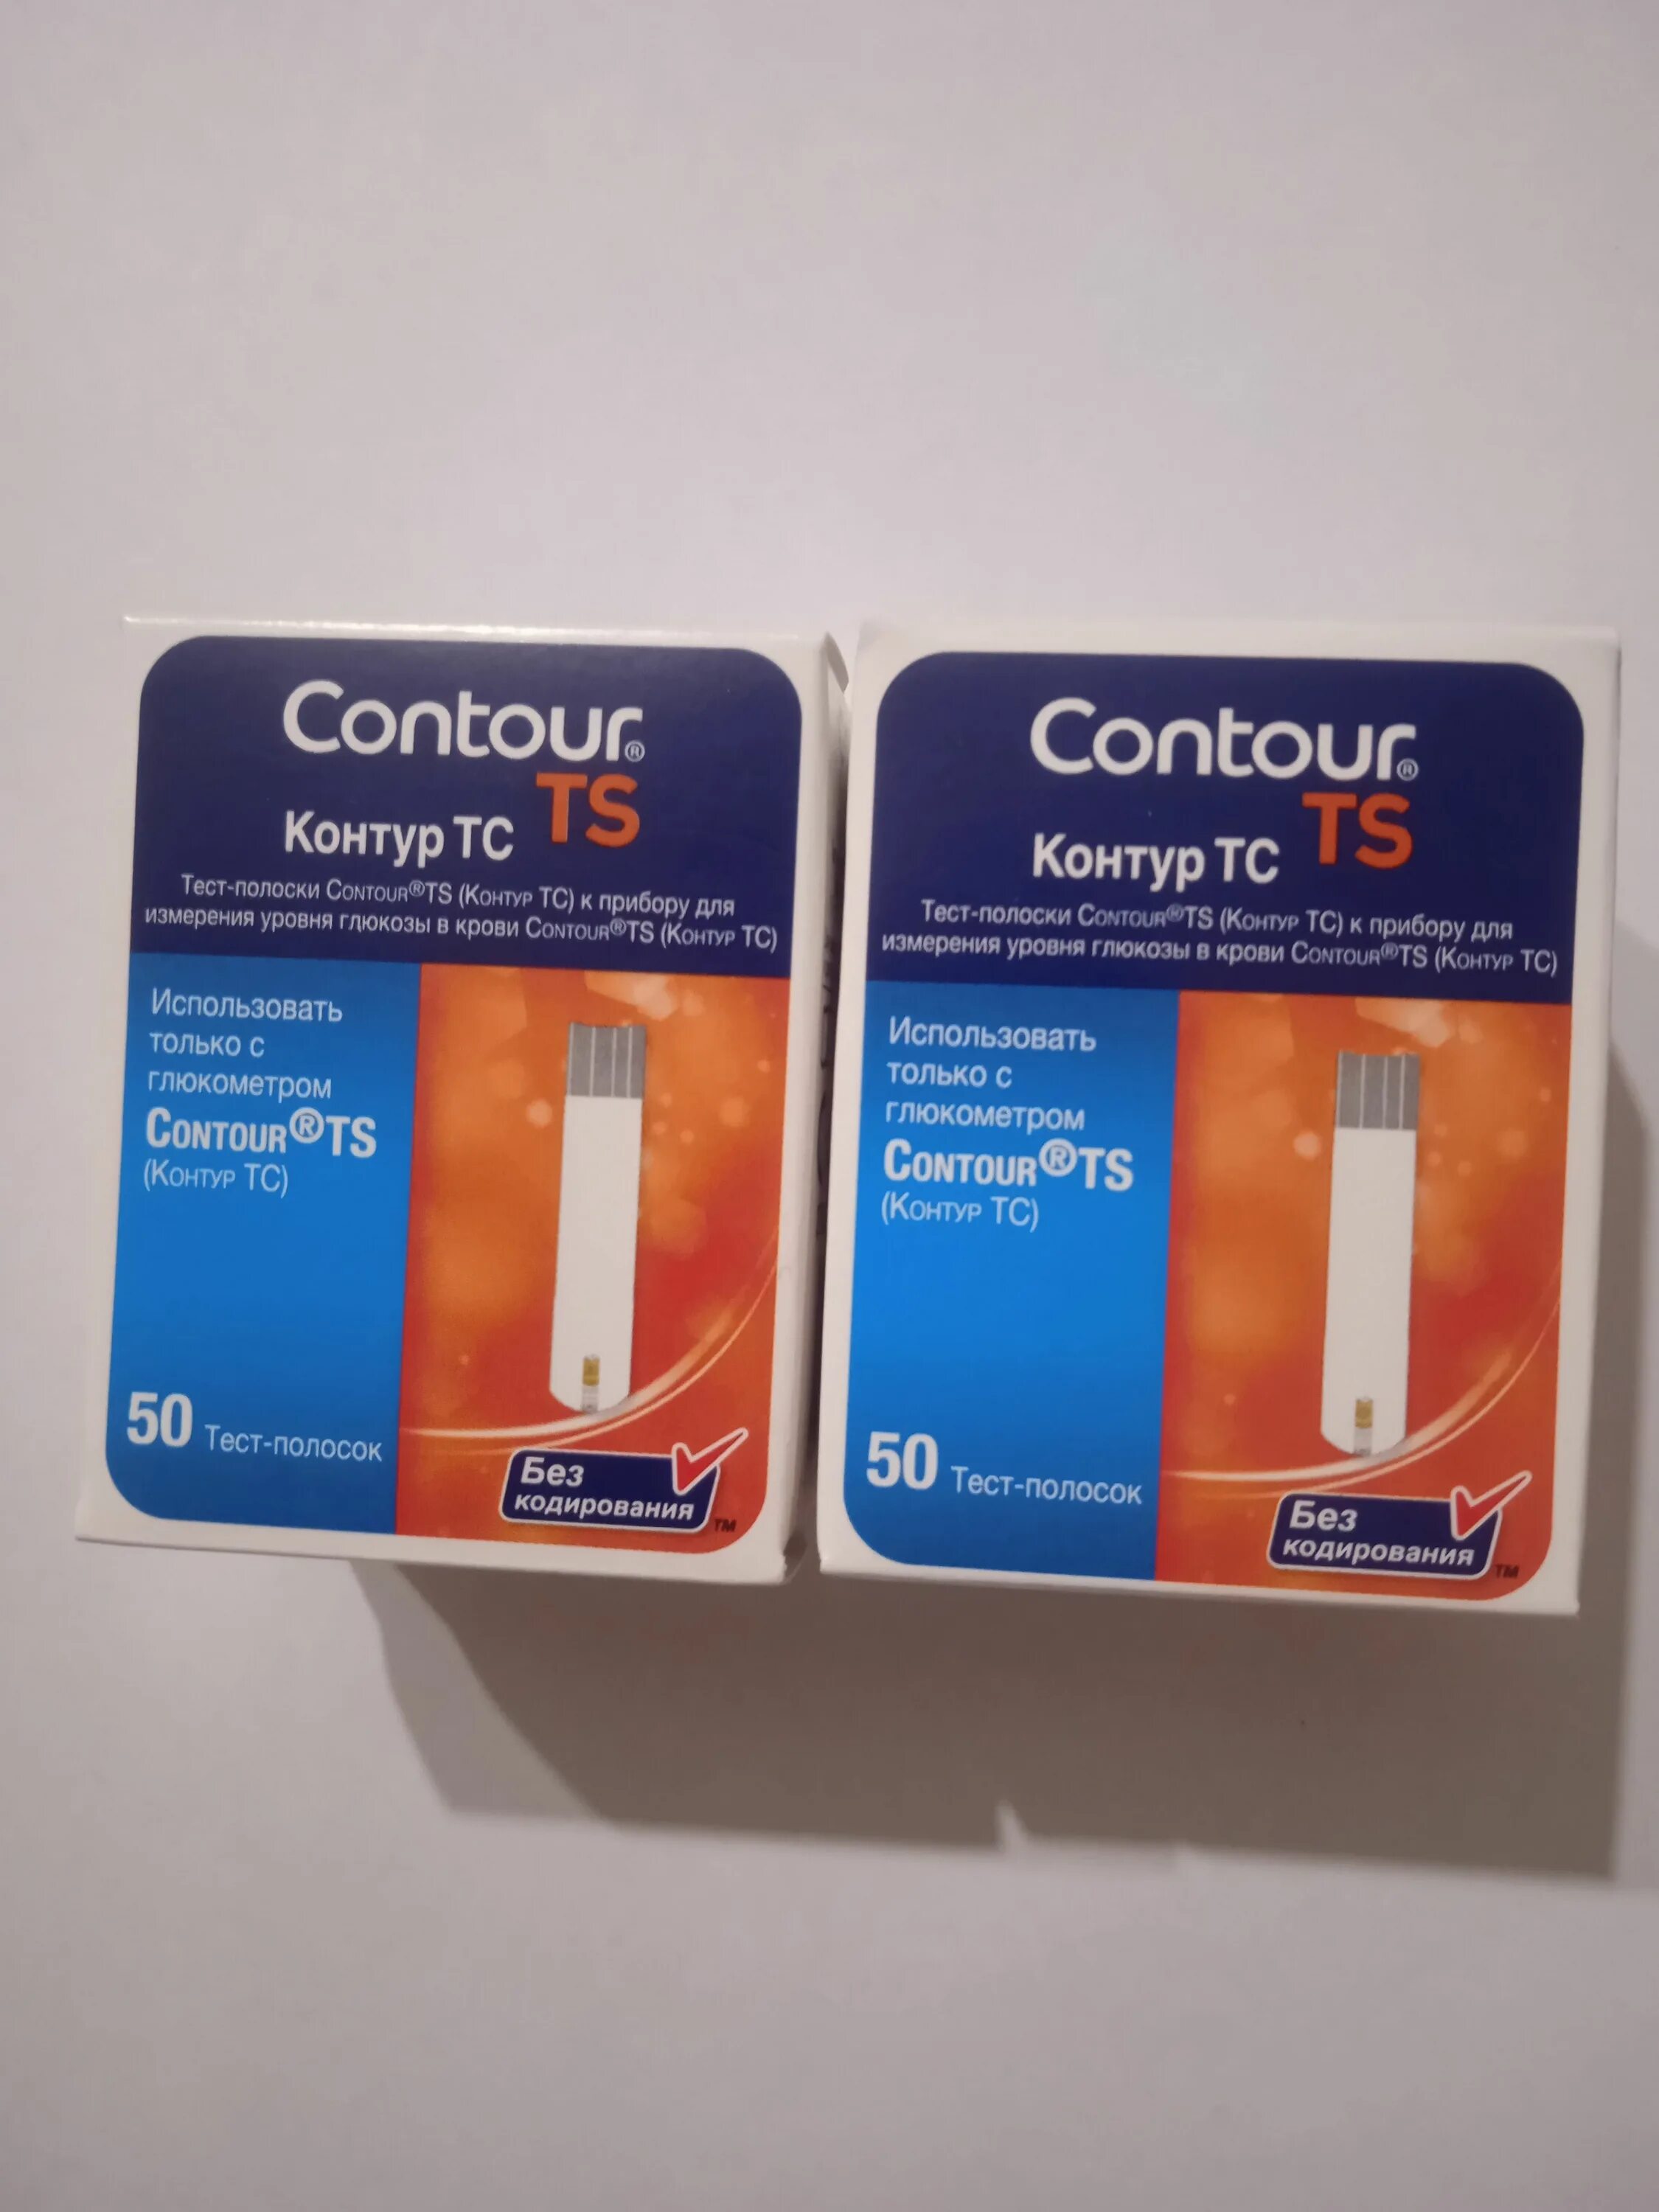 Contour®
TS
Контур ТС
Тест-полоски Contour®TS (Контур ТС) к прибору для
измерения уровня глюкозы в крови Contour®TS (Контур ТС)
Использовать
только с
глюкометром
Contour®TS
(Контур ТС)
50 Тест-полосок
Без
кодирования
™
Contour®
TS
Контур ТС
Тест-полоски Contour®TS (Контур ТС) к прибору для
измерения уровня глюкозы в крови Contour®TS (Контур ТС)
Использовать
только с
глюкометром
Contour®TS
(Контур ТС)
50 Тест-полосок
Без
кодирования
™